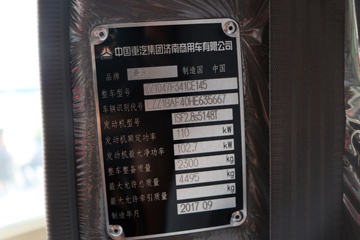 中国重汽集团济南商用车有限公司
品牌 制造国 中国
整车型号 ZZ1047F341CE145
车辆识别代号
发动机型号 ISF2.8s5148T
发动机额定功率 110 kW
发动机最大净功率 102.7 kW
整车整备质量 2300 kg
最大允许总质量 4495 kg
最大允许牵引质量 kg
制造年月 2017 09